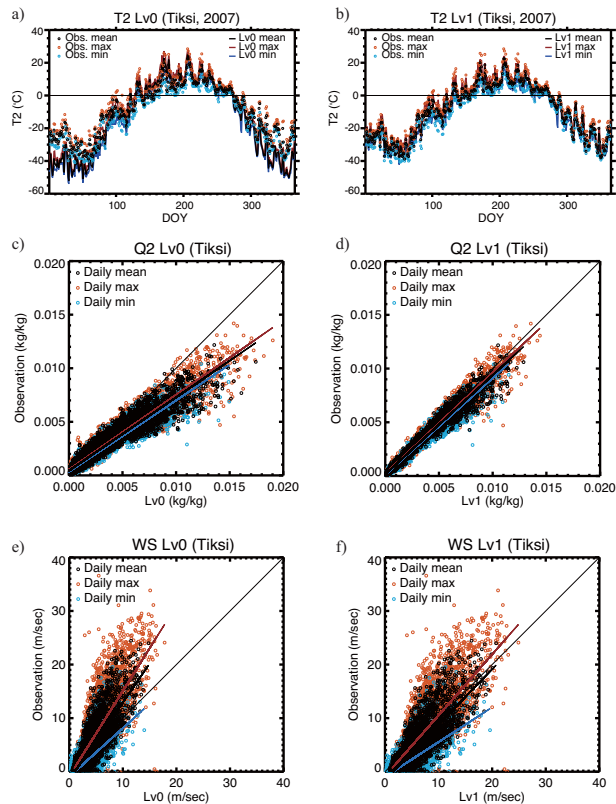 a) T2 Lv0 (Tiksi, 2007)
40
20
0
-20
-40
-60
T2 (°C)
Obs. mean
Obs. max
Obs. min
Lv0 mean
Lv0 max
Lv0 min
100 200 300
DOY
b) T2 Lv1 (Tiksi, 2007)
40
20
0
-20
-40
-60
T2 (°C)
Obs. mean
Obs. max
Obs. min
Lv1 mean
Lv1 max
Lv1 min
100 200 300
DOY
c) Q2 Lv0 (Tiksi)
0.020
0.015
0.010
0.005
0.000
Observation (kg/kg)
Daily mean
Daily max
Daily min
0.000 0.005 0.010 0.015 0.020
Lv0 (kg/kg)
d) Q2 Lv1 (Tiksi)
0.020
0.015
0.010
0.005
0.000
Observation (kg/kg)
Daily mean
Daily max
Daily min
0.000 0.005 0.010 0.015 0.020
Lv1 (kg/kg)
e) WS Lv0 (Tiksi)
40
30
20
10
0
Observation (m/sec)
Daily mean
Daily max
Daily min
0 10 20 30 40
Lv0 (m/sec)
f) WS Lv1 (Tiksi)
40
30
20
10
0
Observation (m/sec)
Daily mean
Daily max
Daily min
0 10 20 30 40
Lv1 (m/sec)